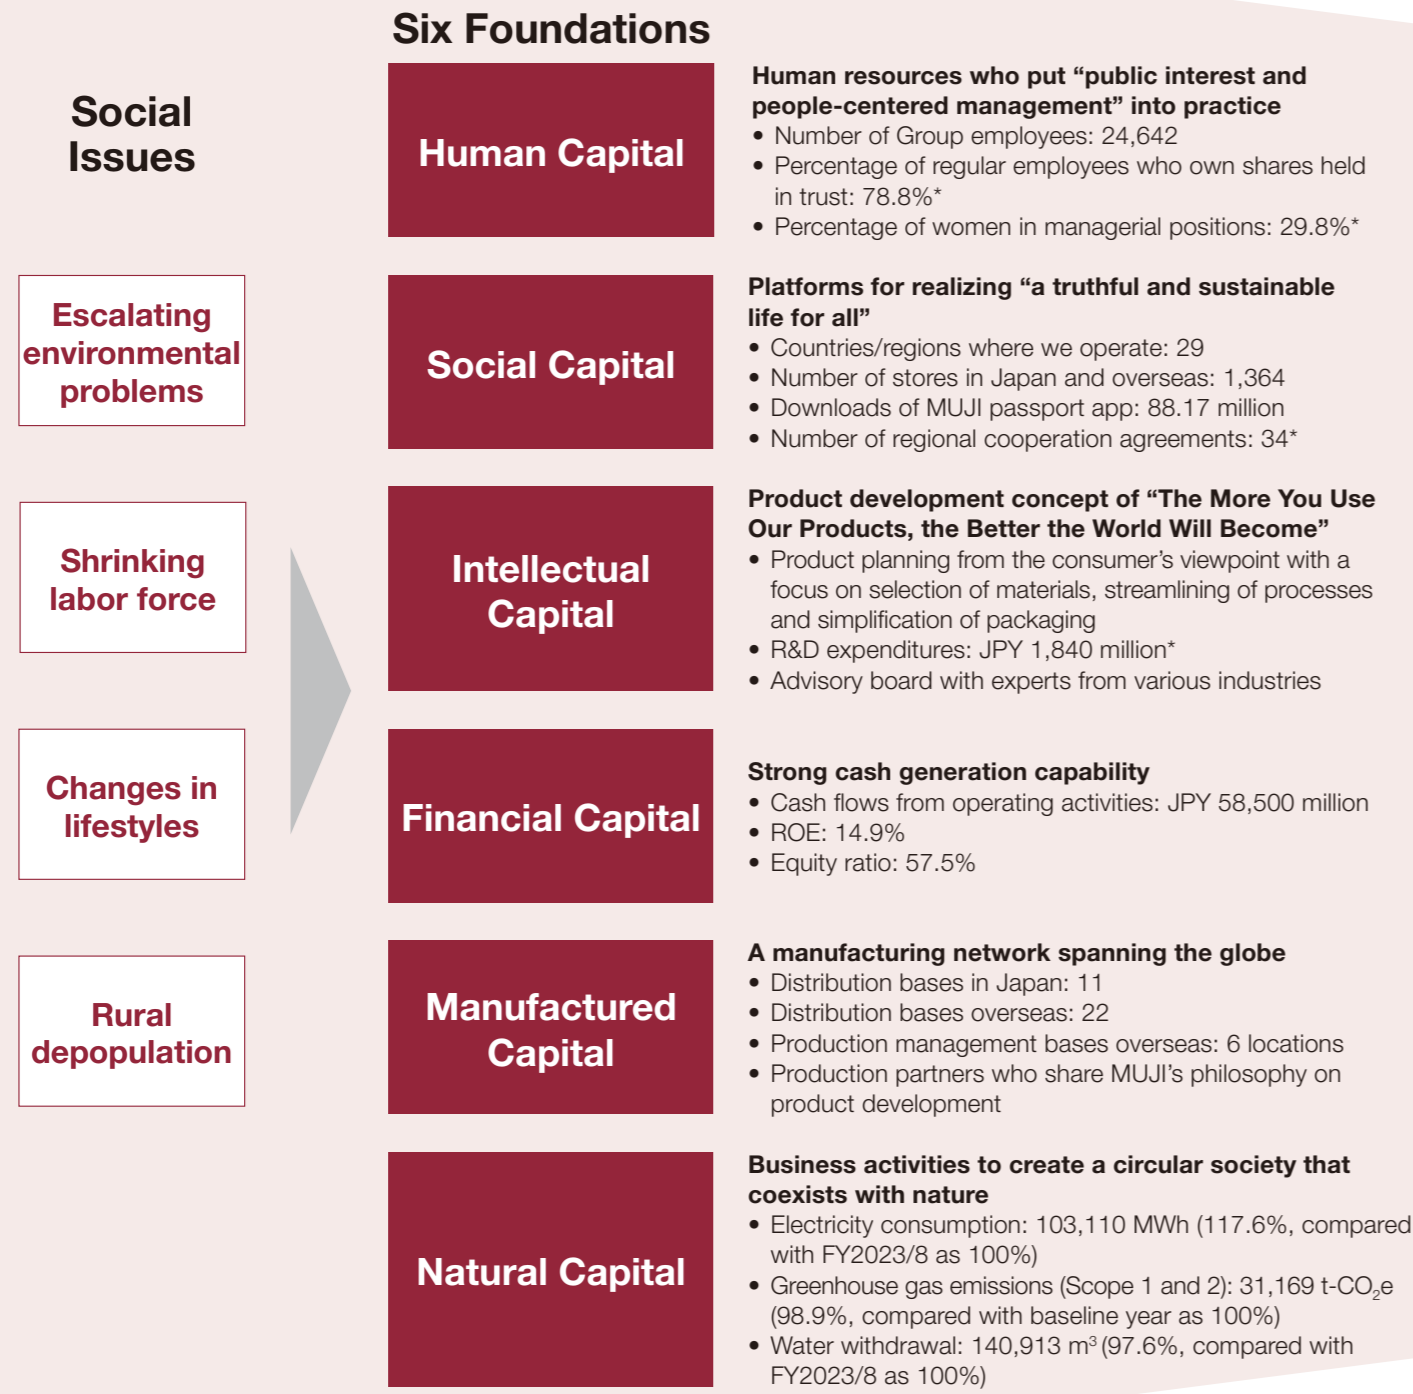 Six Foundations
Social
Issues
Escalating
environmental
problems
Shrinking
labor force
Changes in
lifestyles
Rural
depopulation
Human Capital
Human resources who put “public interest and
people-centered management” into practice
• Number of Group employees: 24,642
• Percentage of regular employees who own shares held
in trust: 78.8%*
• Percentage of women in managerial positions: 29.8%*
Social Capital
Platforms for realizing “a truthful and sustainable
life for all”
• Countries/regions where we operate: 29
• Number of stores in Japan and overseas: 1,364
• Downloads of MUJI passport app: 88.17 million
• Number of regional cooperation agreements: 34*
Intellectual
Capital
Product development concept of “The More You Use
Our Products, the Better the World Will Become”
• Product planning from the consumer’s viewpoint with a
focus on selection of materials, streamlining of processes
and simplification of packaging
• R&D expenditures: JPY 1,840 million*
• Advisory board with experts from various industries
Financial Capital
Strong cash generation capability
• Cash flows from operating activities: JPY 58,500 million
• ROE: 14.9%
• Equity ratio: 57.5%
Manufactured
Capital
A manufacturing network spanning the globe
• Distribution bases in Japan: 11
• Distribution bases overseas: 22
• Production management bases overseas: 6 locations
• Production partners who share MUJI’s philosophy on
product development
Natural Capital
Business activities to create a circular society that
coexists with nature
• Electricity consumption: 103,110 MWh (117.6%, compared
with FY2023/8 as 100%)
• Greenhouse gas emissions (Scope 1 and 2): 31,169 t-CO₂e
(98.9%, compared with baseline year as 100%)
• Water withdrawal: 140,913 m³ (97.6%, compared with
FY2023/8 as 100%)